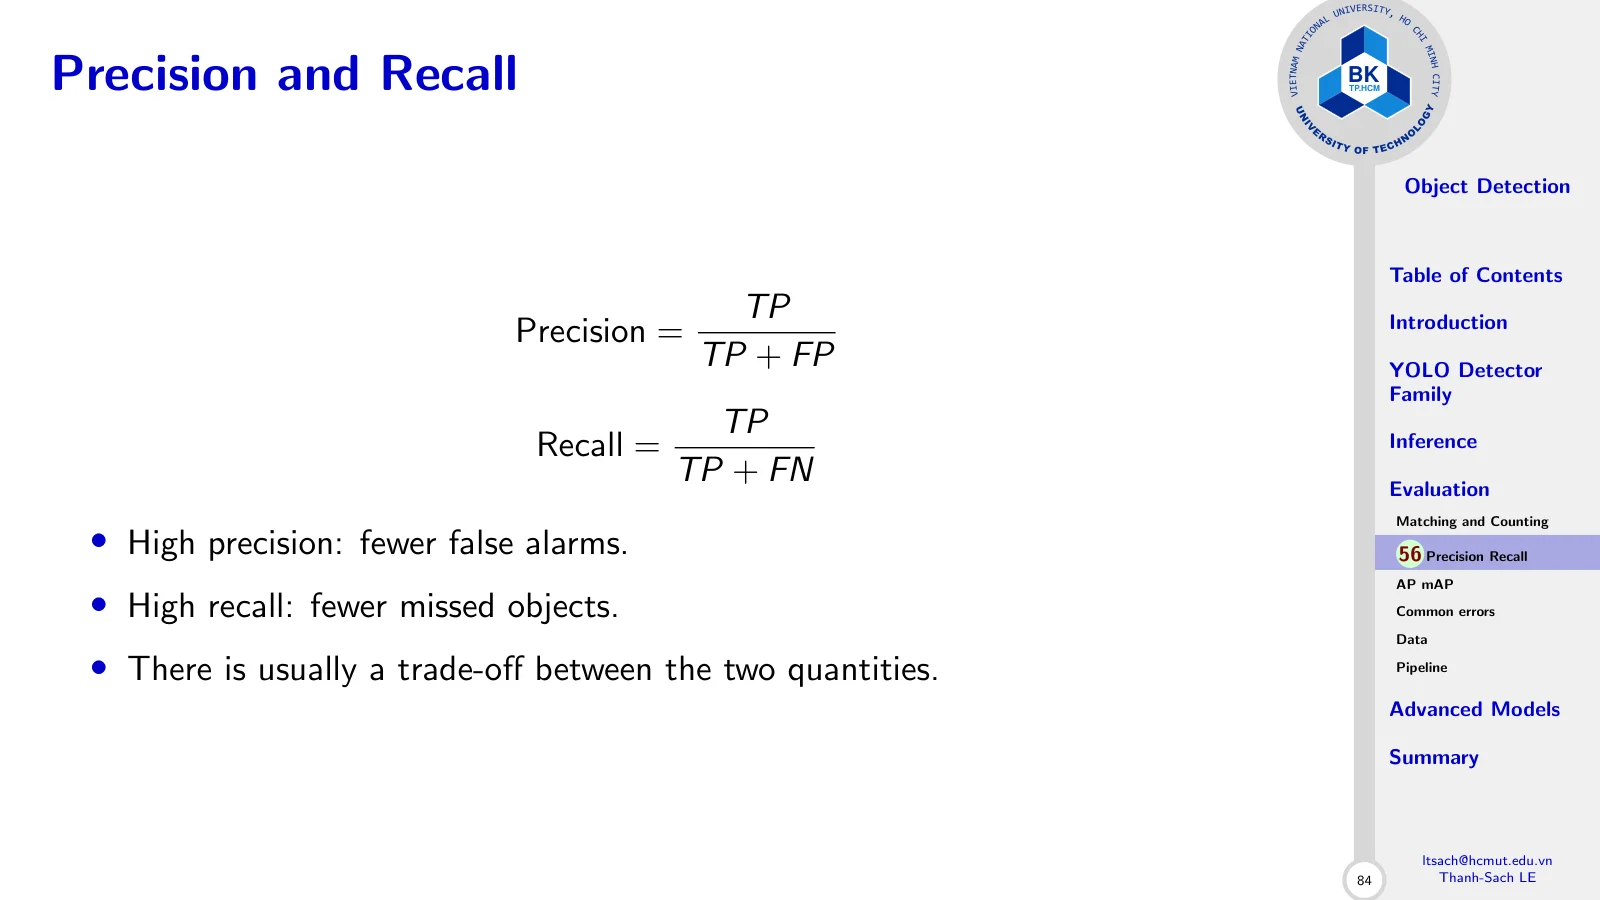 Precision and Recall
Precision = TP / (TP + FP)
Recall = TP / (TP + FN)
• High precision: fewer false alarms.
• High recall: fewer missed objects.
• There is usually a trade-off between the two quantities.
VIETNAM NATIONAL UNIVERSITY, HO CHI MINH CITY
BK
TP.HCM
UNIVERSITY OF TECHNOLOGY
Object Detection
Table of Contents
Introduction
YOLO Detector
Family
Inference
Evaluation
Matching and Counting
56 Precision Recall
AP mAP
Common errors
Data
Pipeline
Advanced Models
Summary
ltsach@hcmut.edu.vn
Thanh-Sach LE
84